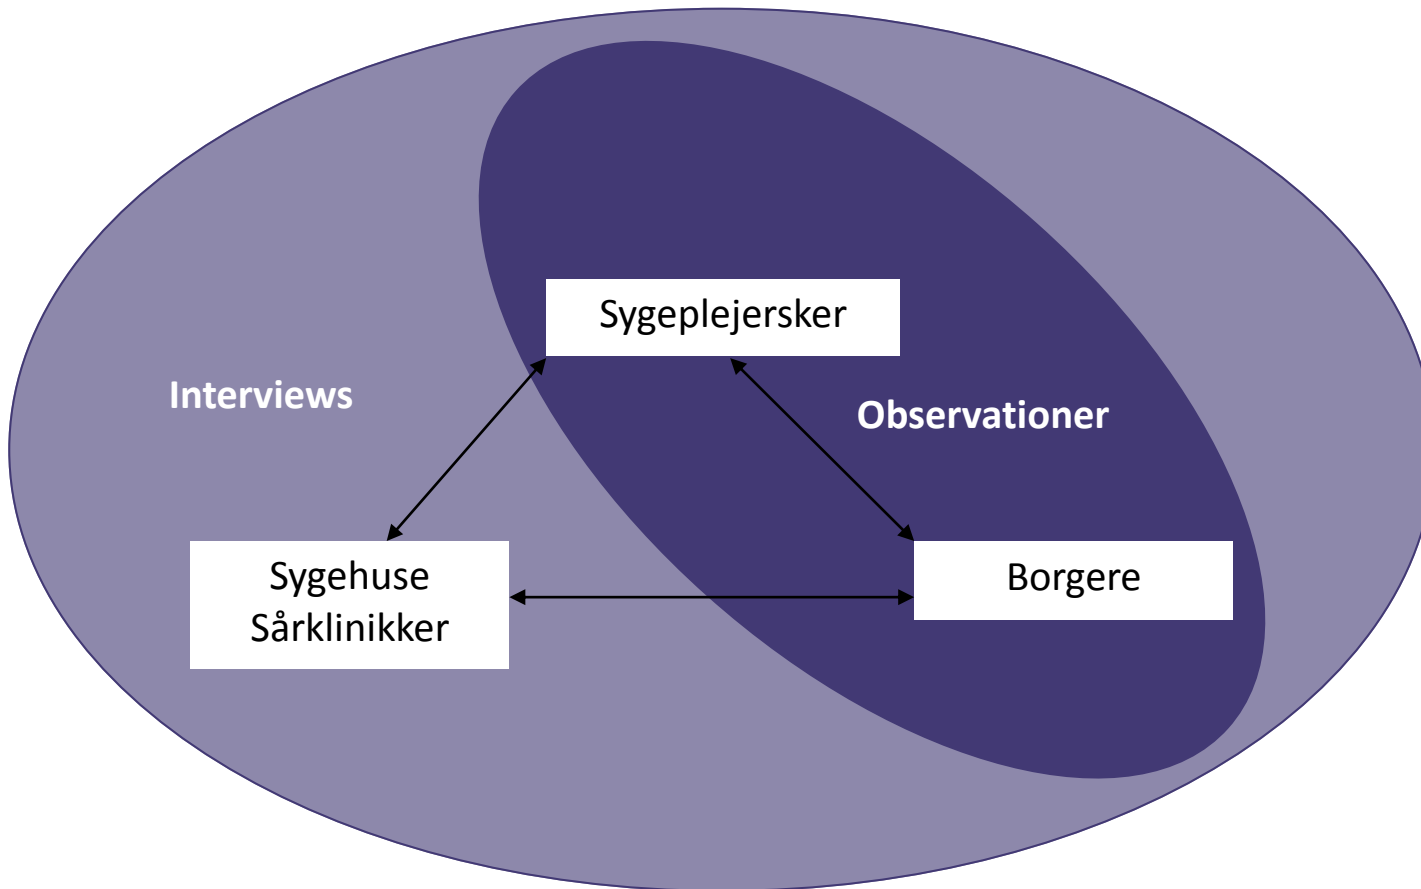 Sygeplejersker
Interviews
Observationer
Sygehuse
Sårklinikker
Borgere